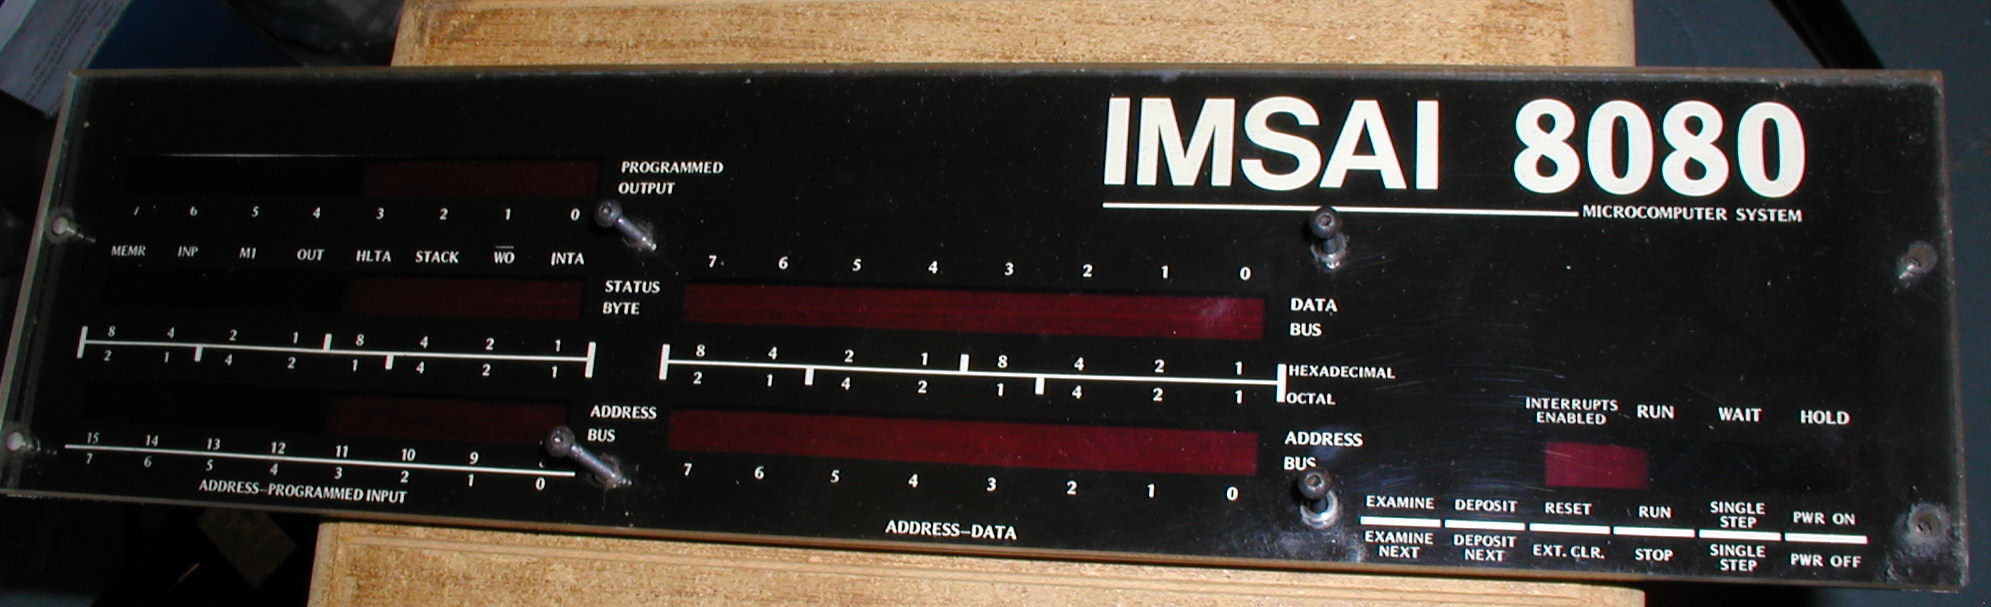 IMSAI 8080
MICROCOMPUTER SYSTEM
PROGRAMMED
OUTPUT
7 6 5 4 3 2 1 0
MEMR INP M1 OUT HLTA STACK W̅O̅ INTA
STATUS
BYTE
8 4 2 1 8 4 2 1
2 1 4 2 1 4 2 1
ADDRESS
BUS
15 14 13 12 11 10 9
7 6 5 4 3 2 1 0
ADDRESS–PROGRAMMED INPUT
7 6 5 4 3 2 1 0
DATA
BUS
8 4 2 1 8 4 2 1 HEXADECIMAL
2 1 4 2 1 4 2 1 OCTAL
ADDRESS
BUS
7 6 5 4 3 2 1 0
ADDRESS–DATA
INTERRUPTS
ENABLED
RUN WAIT HOLD
EXAMINE
EXAMINE
NEXT
DEPOSIT
DEPOSIT
NEXT
RESET
EXT. CLR.
RUN
STOP
SINGLE
STEP
SINGLE
STEP
PWR ON
PWR OFF